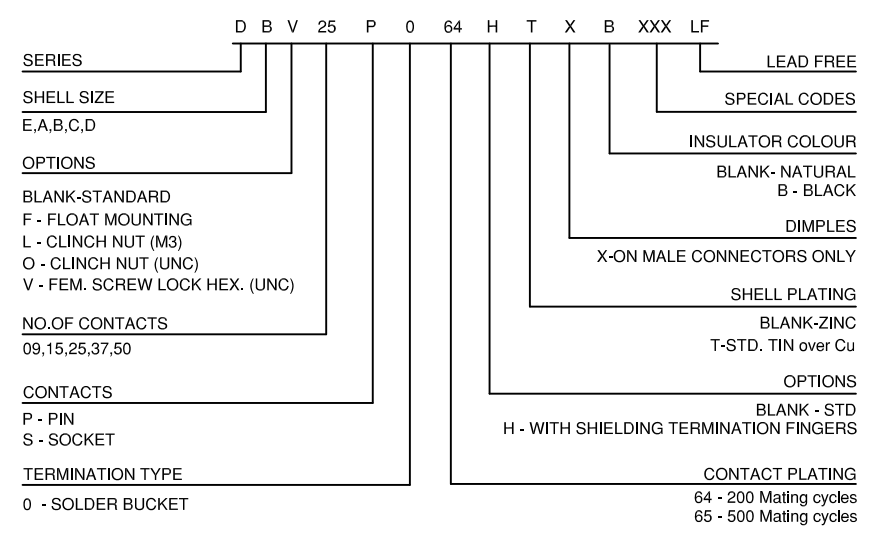 D B V 25 P 0 64 H T X B XXX LF
SERIES
SHELL SIZE
E,A,B,C,D
OPTIONS
BLANK-STANDARD
F - FLOAT MOUNTING
L - CLINCH NUT (M3)
O - CLINCH NUT (UNC)
V - FEM. SCREW LOCK HEX. (UNC)
NO.OF CONTACTS
09,15,25,37,50
CONTACTS
P - PIN
S - SOCKET
TERMINATION TYPE
0 - SOLDER BUCKET
LEAD FREE
SPECIAL CODES
INSULATOR COLOUR
BLANK- NATURAL
B - BLACK
DIMPLES
X-ON MALE CONNECTORS ONLY
SHELL PLATING
BLANK-ZINC
T-STD. TIN over Cu
OPTIONS
BLANK - STD
H - WITH SHIELDING TERMINATION FINGERS
CONTACT PLATING
64 - 200 Mating cycles
65 - 500 Mating cycles